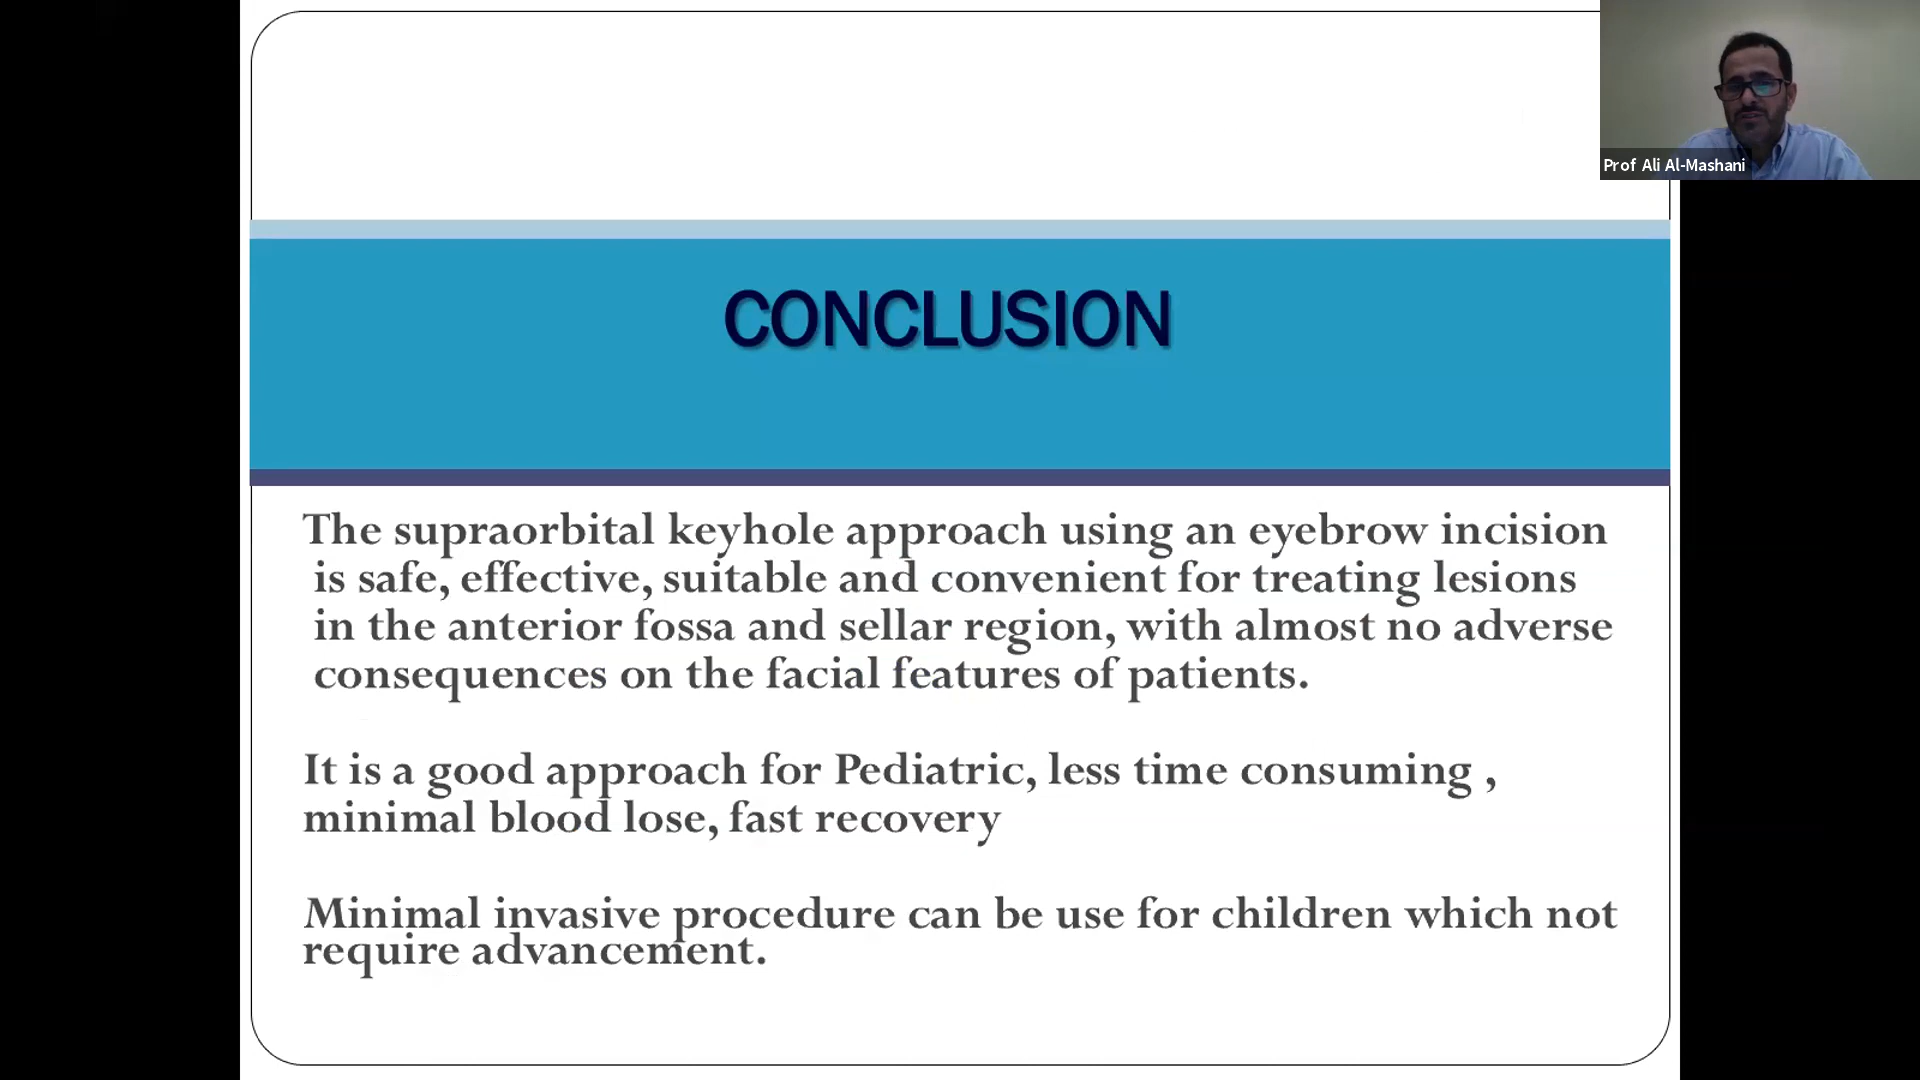 Prof Ali Al-Mashani
CONCLUSION
The supraorbital keyhole approach using an eyebrow incision
is safe, effective, suitable and convenient for treating lesions
in the anterior fossa and sellar region, with almost no adverse
consequences on the facial features of patients.
It is a good approach for Pediatric, less time consuming ,
minimal blood lose, fast recovery
Minimal invasive procedure can be use for children which not
require advancement.